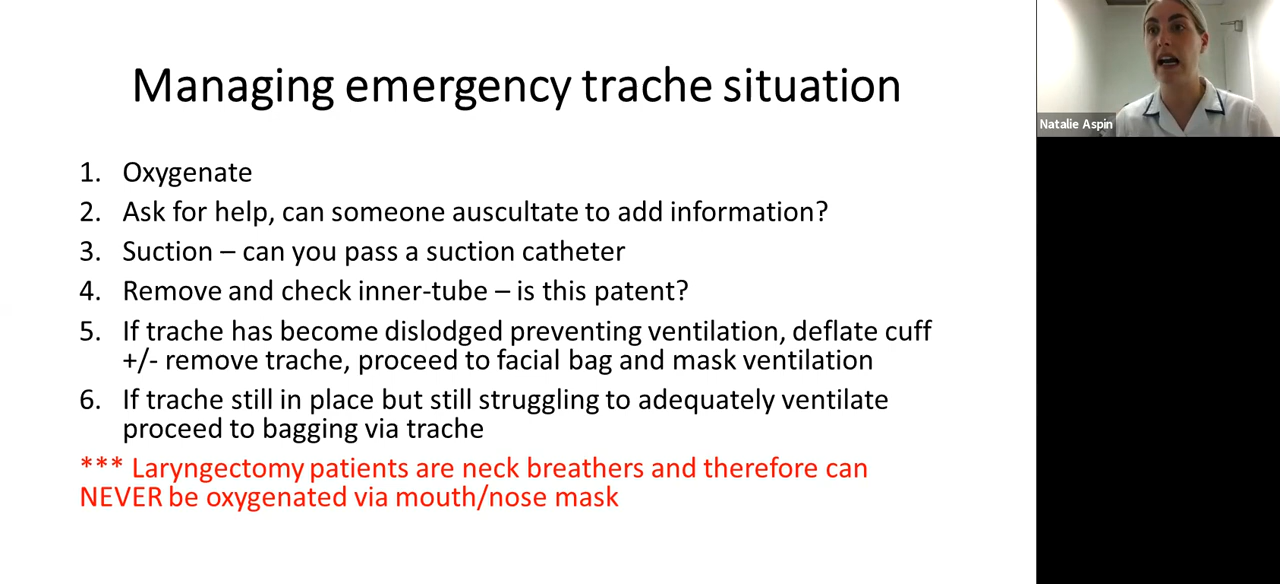 Managing emergency trache situation
1. Oxygenate
2. Ask for help, can someone auscultate to add information?
3. Suction – can you pass a suction catheter
4. Remove and check inner-tube – is this patent?
5. If trache has become dislodged preventing ventilation, deflate cuff
+/- remove trache, proceed to facial bag and mask ventilation
6. If trache still in place but still struggling to adequately ventilate
proceed to bagging via trache
*** Laryngectomy patients are neck breathers and therefore can
NEVER be oxygenated via mouth/nose mask
Natalie Aspin